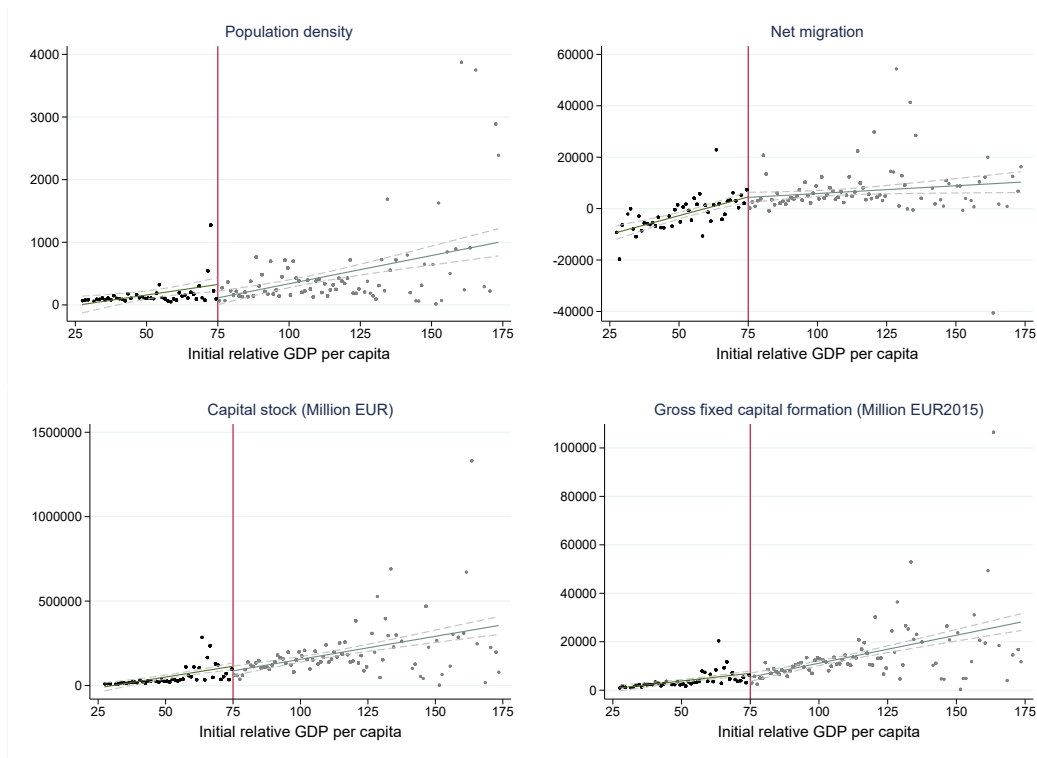 Population density
4000
3000
2000
1000
0
25 50 75 100 125 150 175
Initial relative GDP per capita
Net migration
60000
40000
20000
0
-20000
-40000
25 50 75 100 125 150 175
Initial relative GDP per capita
Capital stock (Million EUR)
1500000
1000000
500000
0
25 50 75 100 125 150 175
Initial relative GDP per capita
Gross fixed capital formation (Million EUR2015)
100000
80000
60000
40000
20000
0
25 50 75 100 125 150 175
Initial relative GDP per capita